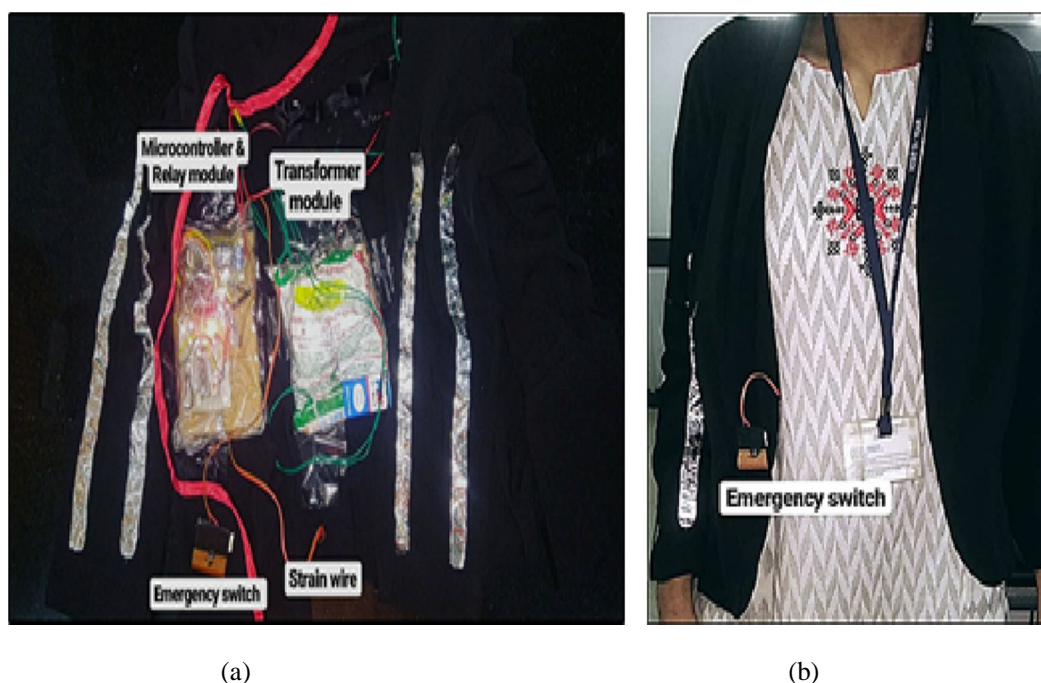 Microcontroller &
Relay module
Transformer
module
Emergency switch
Strain wire
Emergency switch
(a)
(b)